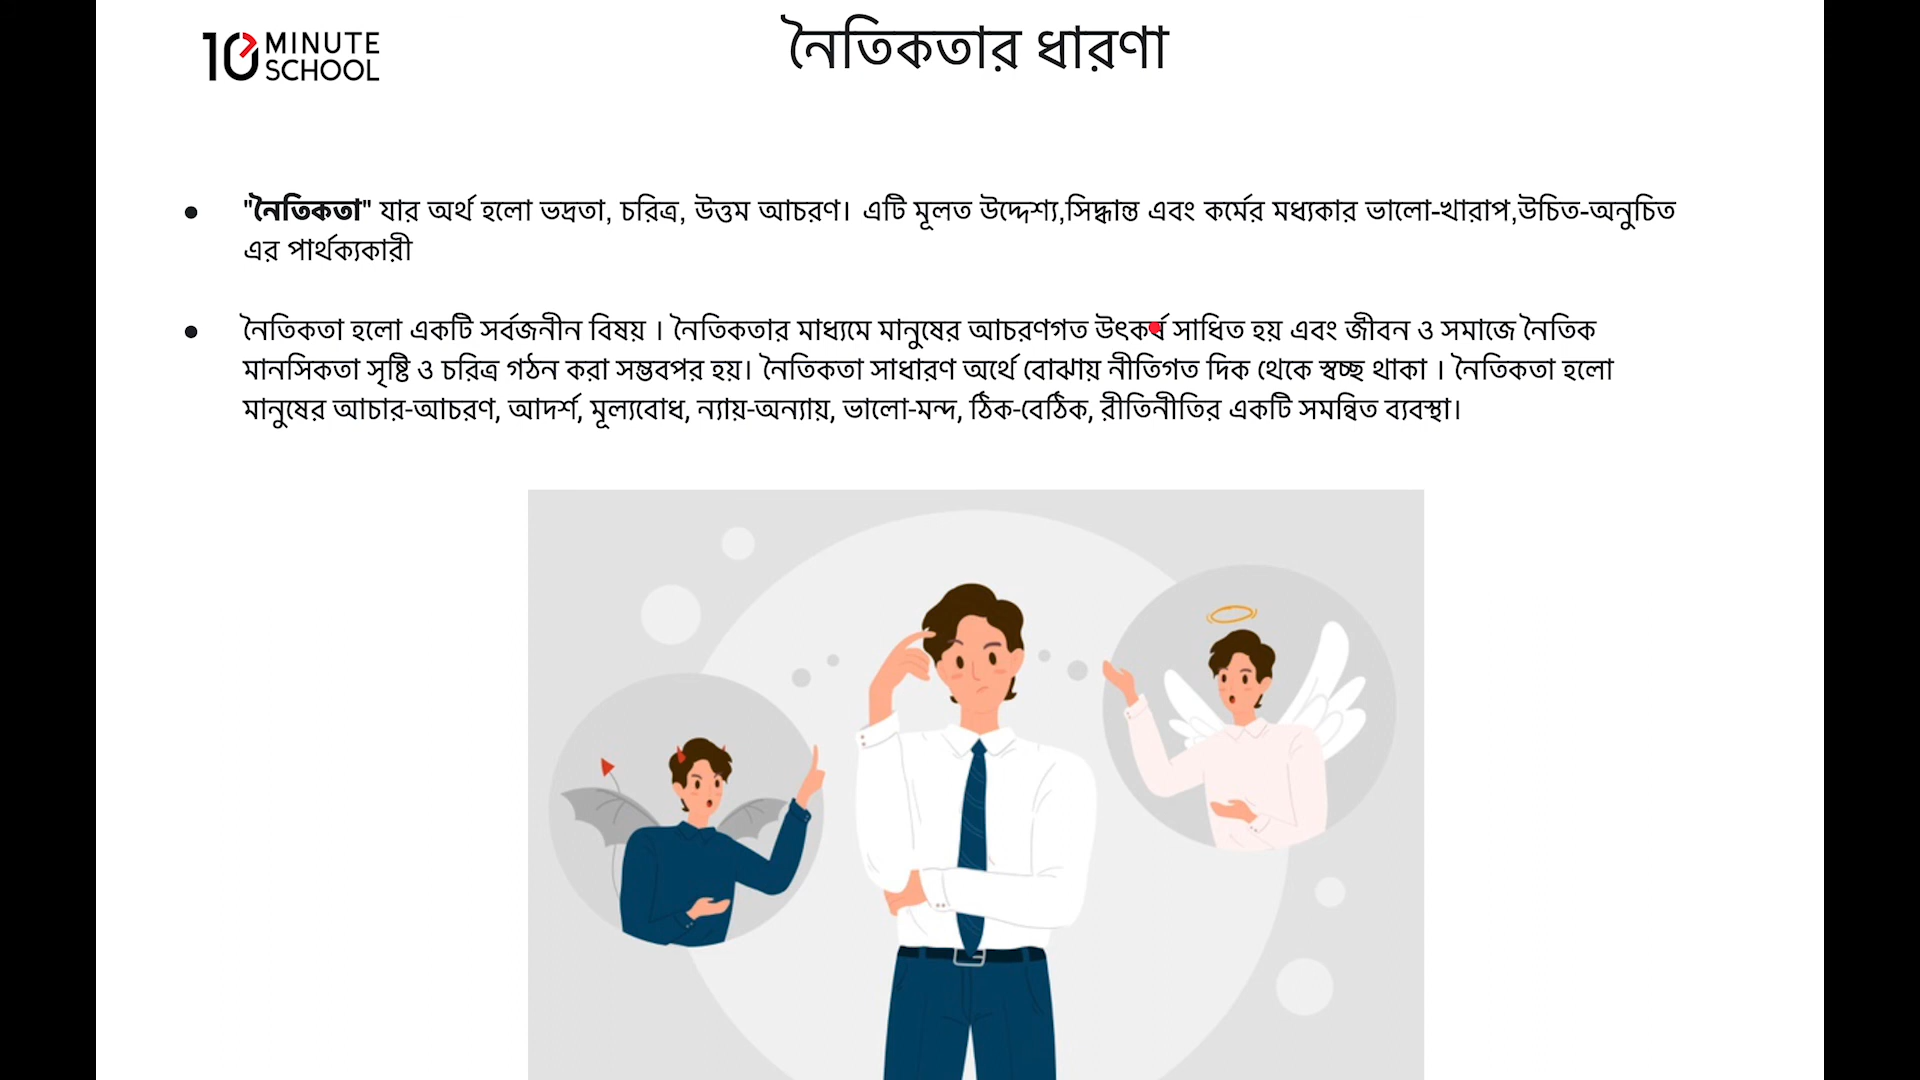 10 MINUTE SCHOOL
নৈতিকতার ধারণা
● "নৈতিকতা" যার অর্থ হলো ভদ্রতা, চরিত্র, উত্তম আচরণ। এটি মূলত উদ্দেশ্য,সিদ্ধান্ত এবং কর্মের মধ্যকার ভালো-খারাপ,উচিত-অনুচিত
এর পার্থক্যকারী
● নৈতিকতা হলো একটি সর্বজনীন বিষয় । নৈতিকতার মাধ্যমে মানুষের আচরণগত উৎকর্ষ সাধিত হয় এবং জীবন ও সমাজে নৈতিক
মানসিকতা সৃষ্টি ও চরিত্র গঠন করা সম্ভবপর হয়। নৈতিকতা সাধারণ অর্থে বোঝায় নীতিগত দিক থেকে স্বচ্ছ থাকা । নৈতিকতা হলো
মানুষের আচার-আচরণ, আদর্শ, মূল্যবোধ, ন্যায়-অন্যায়, ভালো-মন্দ, ঠিক-বেঠিক, রীতিনীতির একটি সমন্বিত ব্যবস্থা।